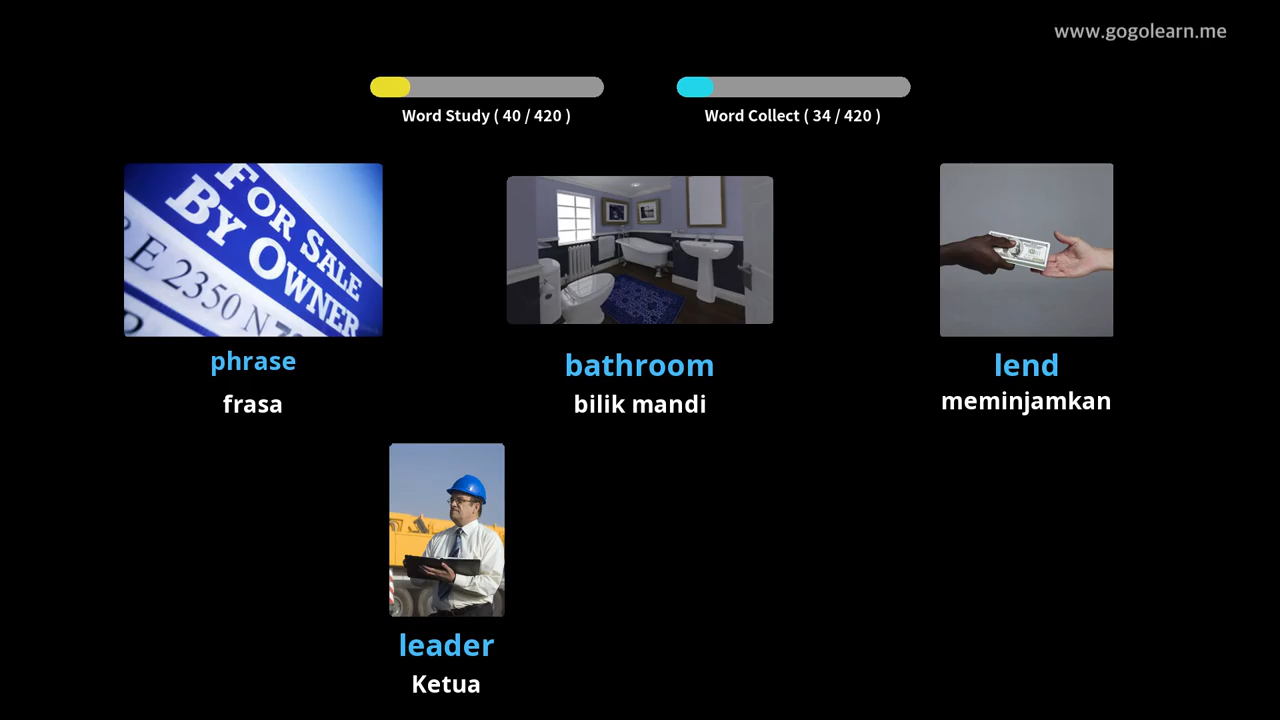 www.gogolearn.me
Word Study ( 40 / 420 )
Word Collect ( 34 / 420 )
FOR SALE
BY OWNER
E 2350 N
phrase
frasa
bathroom
bilik mandi
lend
meminjamkan
leader
Ketua